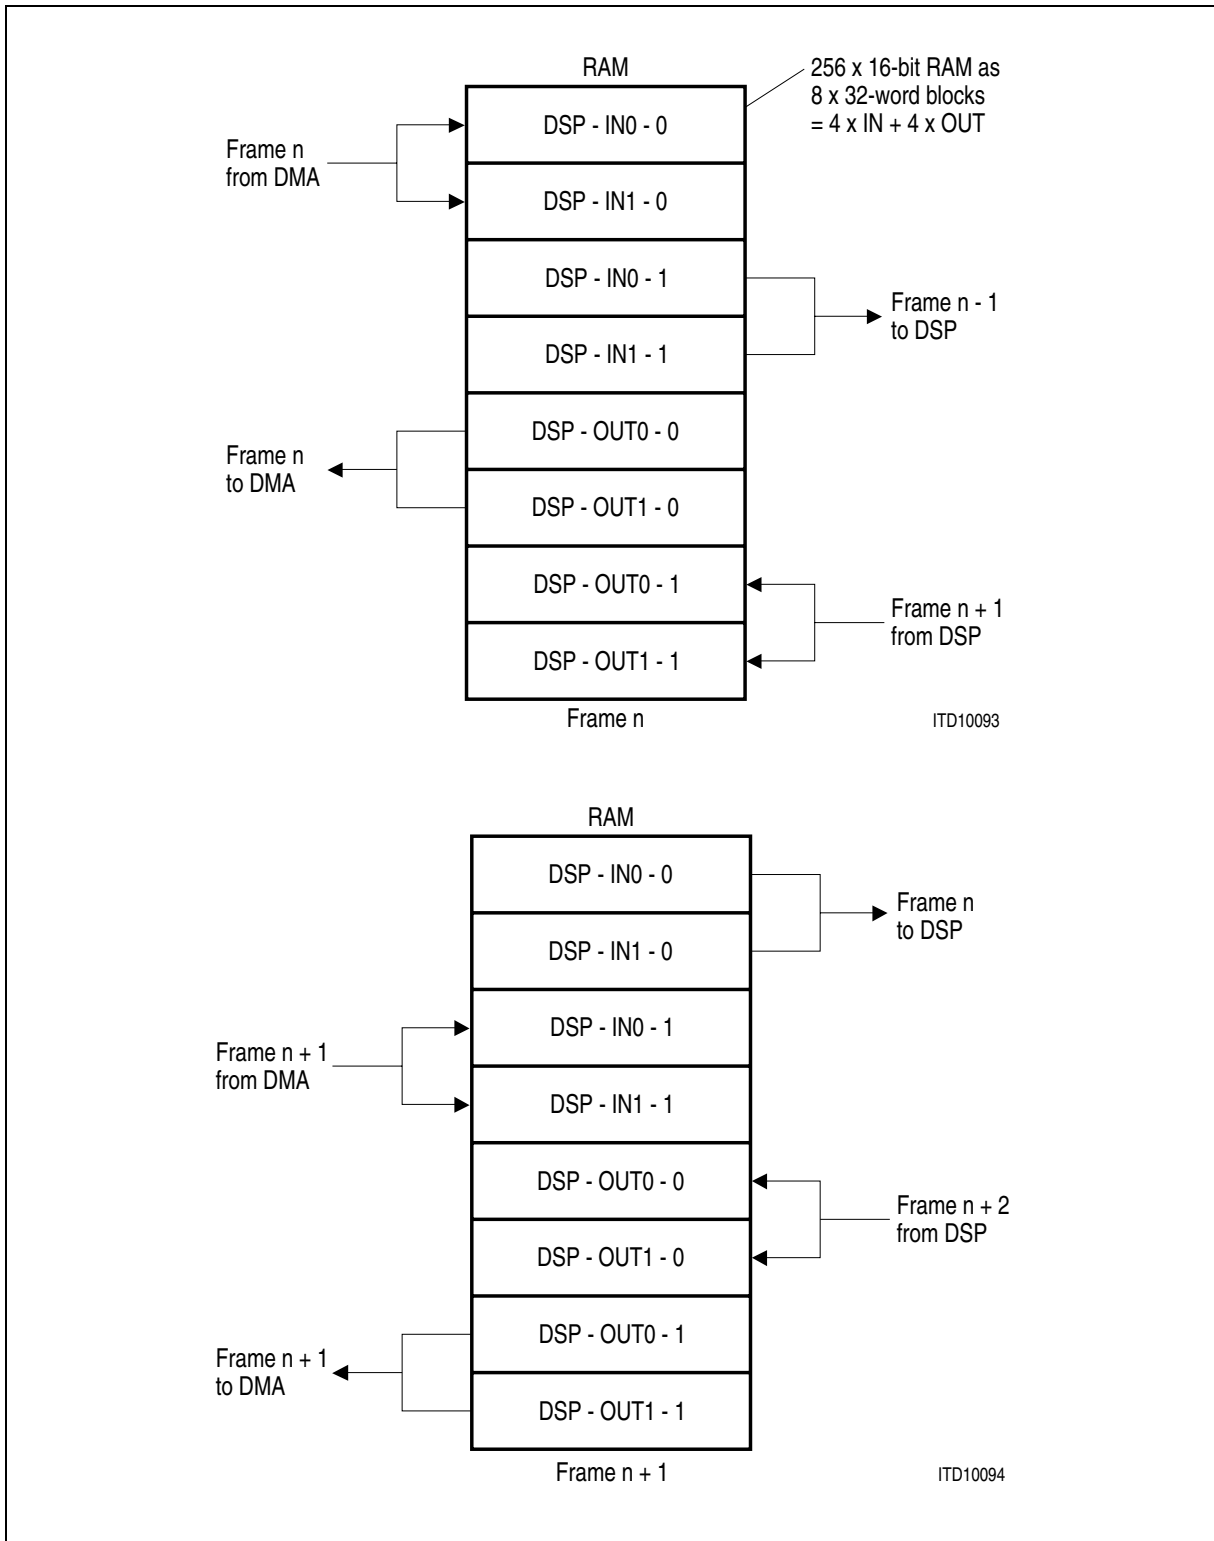 RAM
256 x 16-bit RAM as
8 x 32-word blocks
= 4 x IN + 4 x OUT
DSP - IN0 - 0
Frame n
from DMA
DSP - IN1 - 0
DSP - IN0 - 1
Frame n - 1
to DSP
DSP - IN1 - 1
DSP - OUT0 - 0
Frame n
to DMA
DSP - OUT1 - 0
DSP - OUT0 - 1
Frame n + 1
from DSP
DSP - OUT1 - 1
Frame n
ITD10093
RAM
DSP - IN0 - 0
Frame n
to DSP
DSP - IN1 - 0
DSP - IN0 - 1
Frame n + 1
from DMA
DSP - IN1 - 1
DSP - OUT0 - 0
Frame n + 2
from DSP
DSP - OUT1 - 0
DSP - OUT0 - 1
Frame n + 1
to DMA
DSP - OUT1 - 1
Frame n + 1
ITD10094